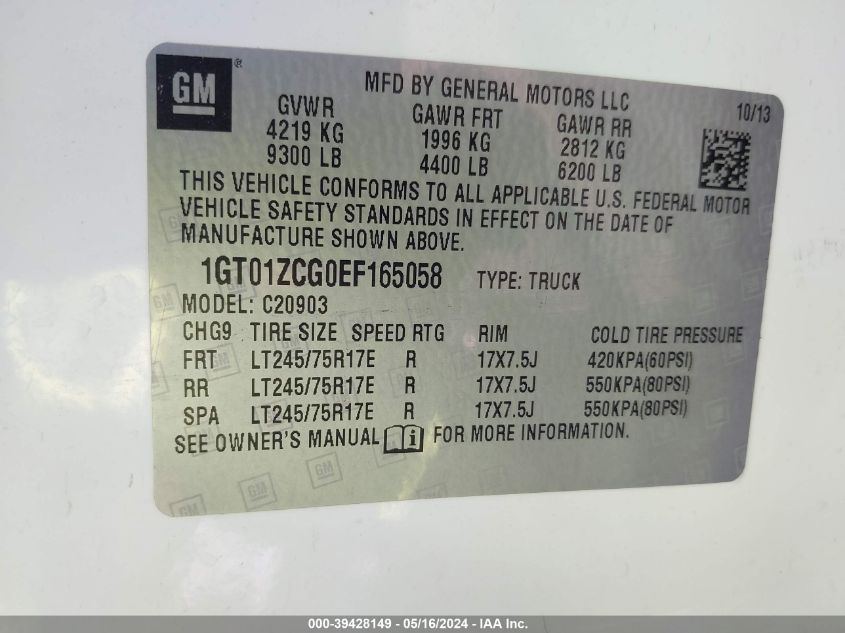 GM®
MFD BY GENERAL MOTORS LLC
10/13
GVWR GAWR FRT GAWR RR
4219 KG 1996 KG 2812 KG
9300 LB 4400 LB 6200 LB
THIS VEHICLE CONFORMS TO ALL APPLICABLE U.S. FEDERAL MOTOR
VEHICLE SAFETY STANDARDS IN EFFECT ON THE DATE OF
MANUFACTURE SHOWN ABOVE.
1GT01ZCG0EF165058 TYPE: TRUCK
MODEL: C20903
CHG9 TIRE SIZE SPEED RTG RIM COLD TIRE PRESSURE
FRT LT245/75R17E R 17X7.5J 420KPA(60PSI)
RR LT245/75R17E R 17X7.5J 550KPA(80PSI)
SPA LT245/75R17E R 17X7.5J 550KPA(80PSI)
SEE OWNER'S MANUAL i FOR MORE INFORMATION.
GM GM GM GM
000-39428149 - 05/16/2024 - IAA Inc.